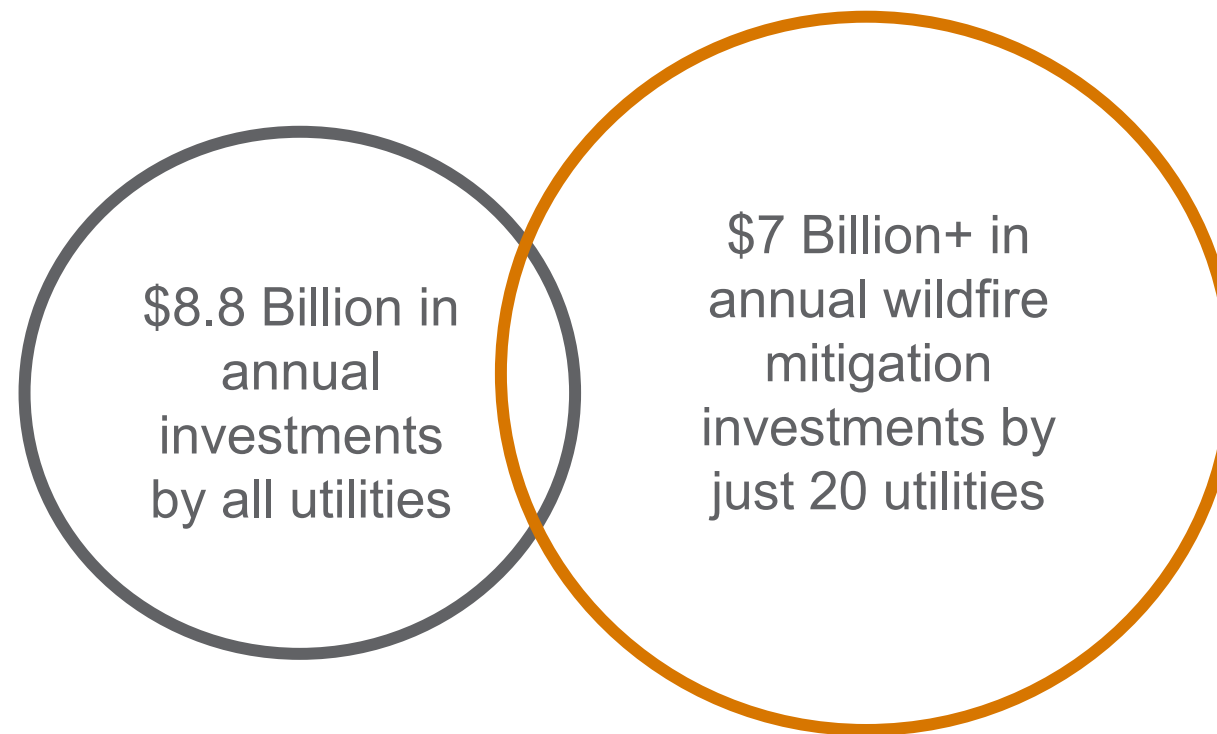 $8.8 Billion in
annual
investments
by all utilities
$7 Billion+ in
annual wildfire
mitigation
investments by
just 20 utilities